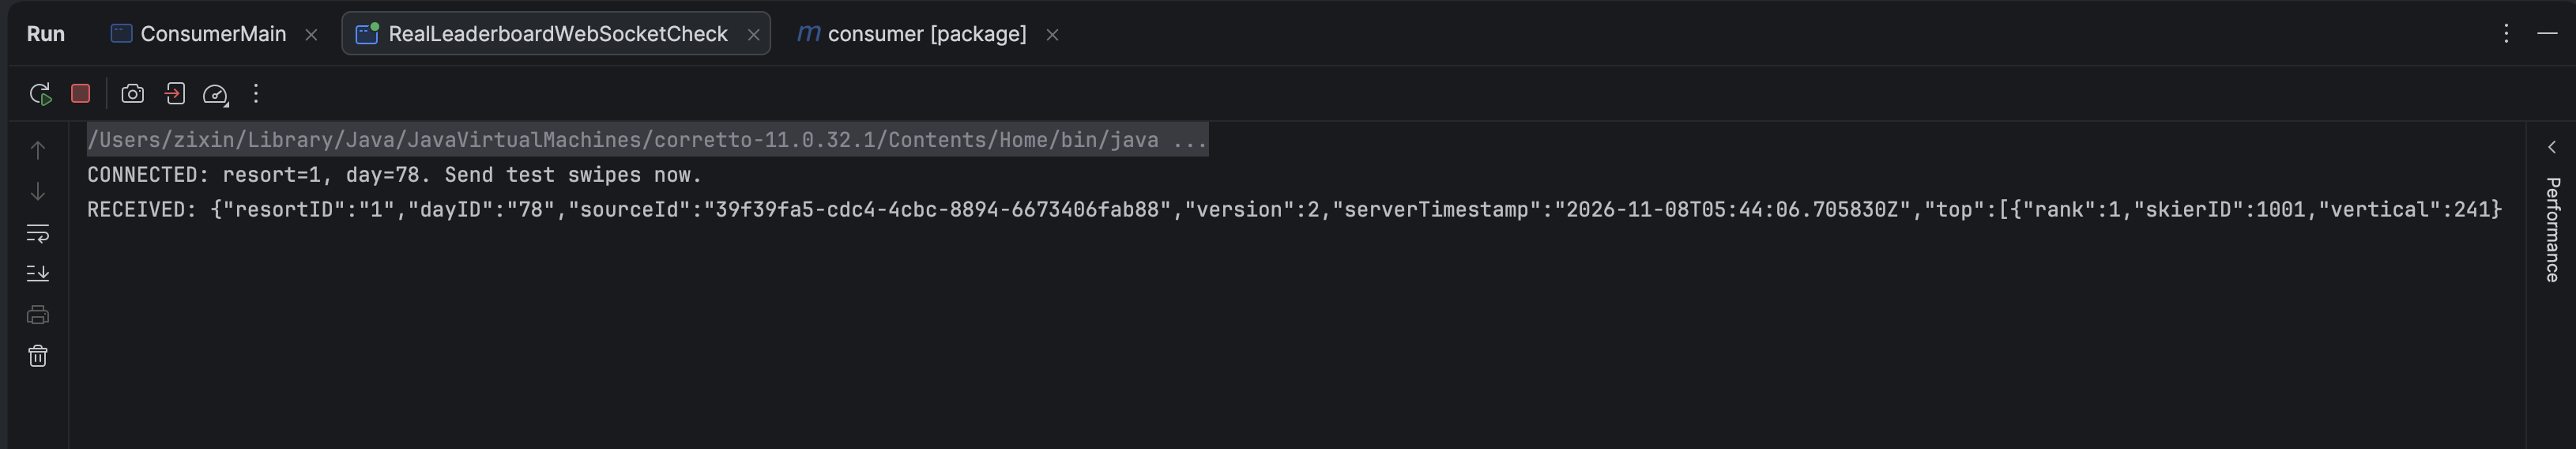 Run ConsumerMain RealLeaderboardWebSocketCheck consumer [package]
/Users/zixin/Library/Java/JavaVirtualMachines/corretto-11.0.32.1/Contents/Home/bin/java ...
CONNECTED: resort=1, day=78. Send test swipes now.
RECEIVED: {"resortID":"1","dayID":"78","sourceId":"39f39fa5-cdc4-4cbc-8894-6673406fab88","version":2,"serverTimestamp":"2026-11-08T05:44:06.705830Z","top":[{"rank":1,"skierID":1001,"vertical":241}
Performance